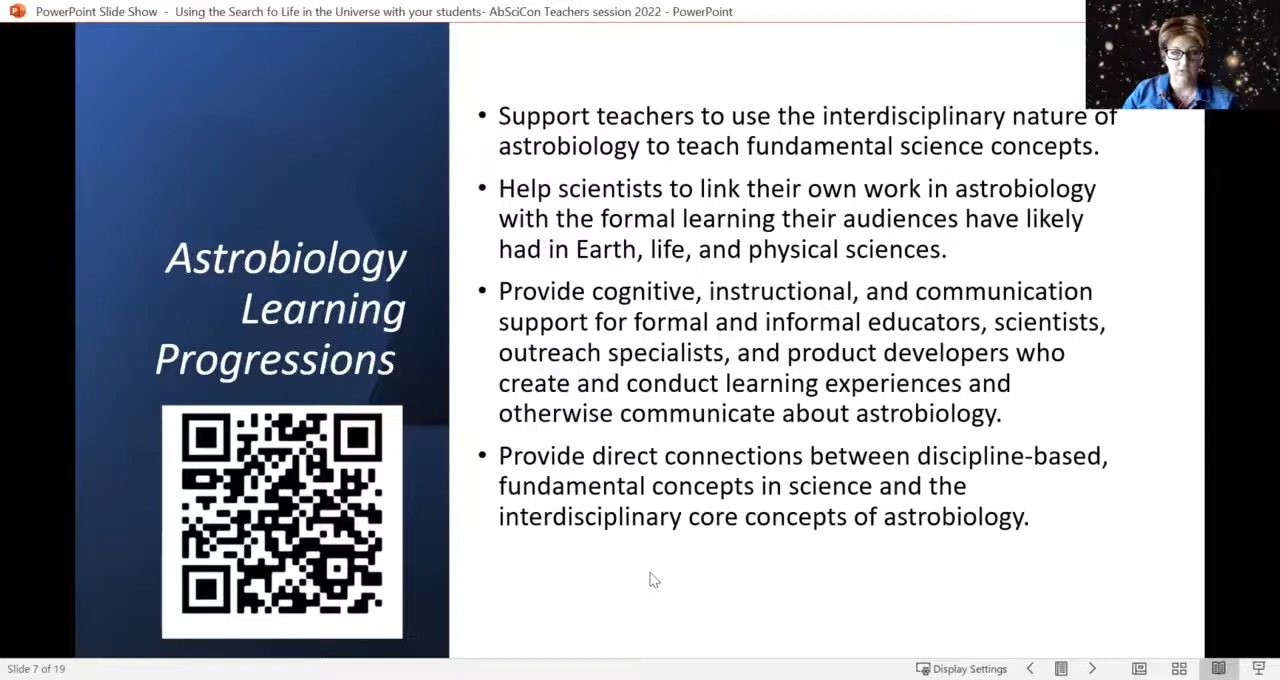 PowerPoint Slide Show - Using the Search fo Life in the Universe with your students- AbSciCon Teachers session 2022 - PowerPoint
Astrobiology
Learning
Progressions
• Support teachers to use the interdisciplinary nature of
astrobiology to teach fundamental science concepts.
• Help scientists to link their own work in astrobiology
with the formal learning their audiences have likely
had in Earth, life, and physical sciences.
• Provide cognitive, instructional, and communication
support for formal and informal educators, scientists,
outreach specialists, and product developers who
create and conduct learning experiences and
otherwise communicate about astrobiology.
• Provide direct connections between discipline-based,
fundamental concepts in science and the
interdisciplinary core concepts of astrobiology.
Slide 7 of 19
Display Settings